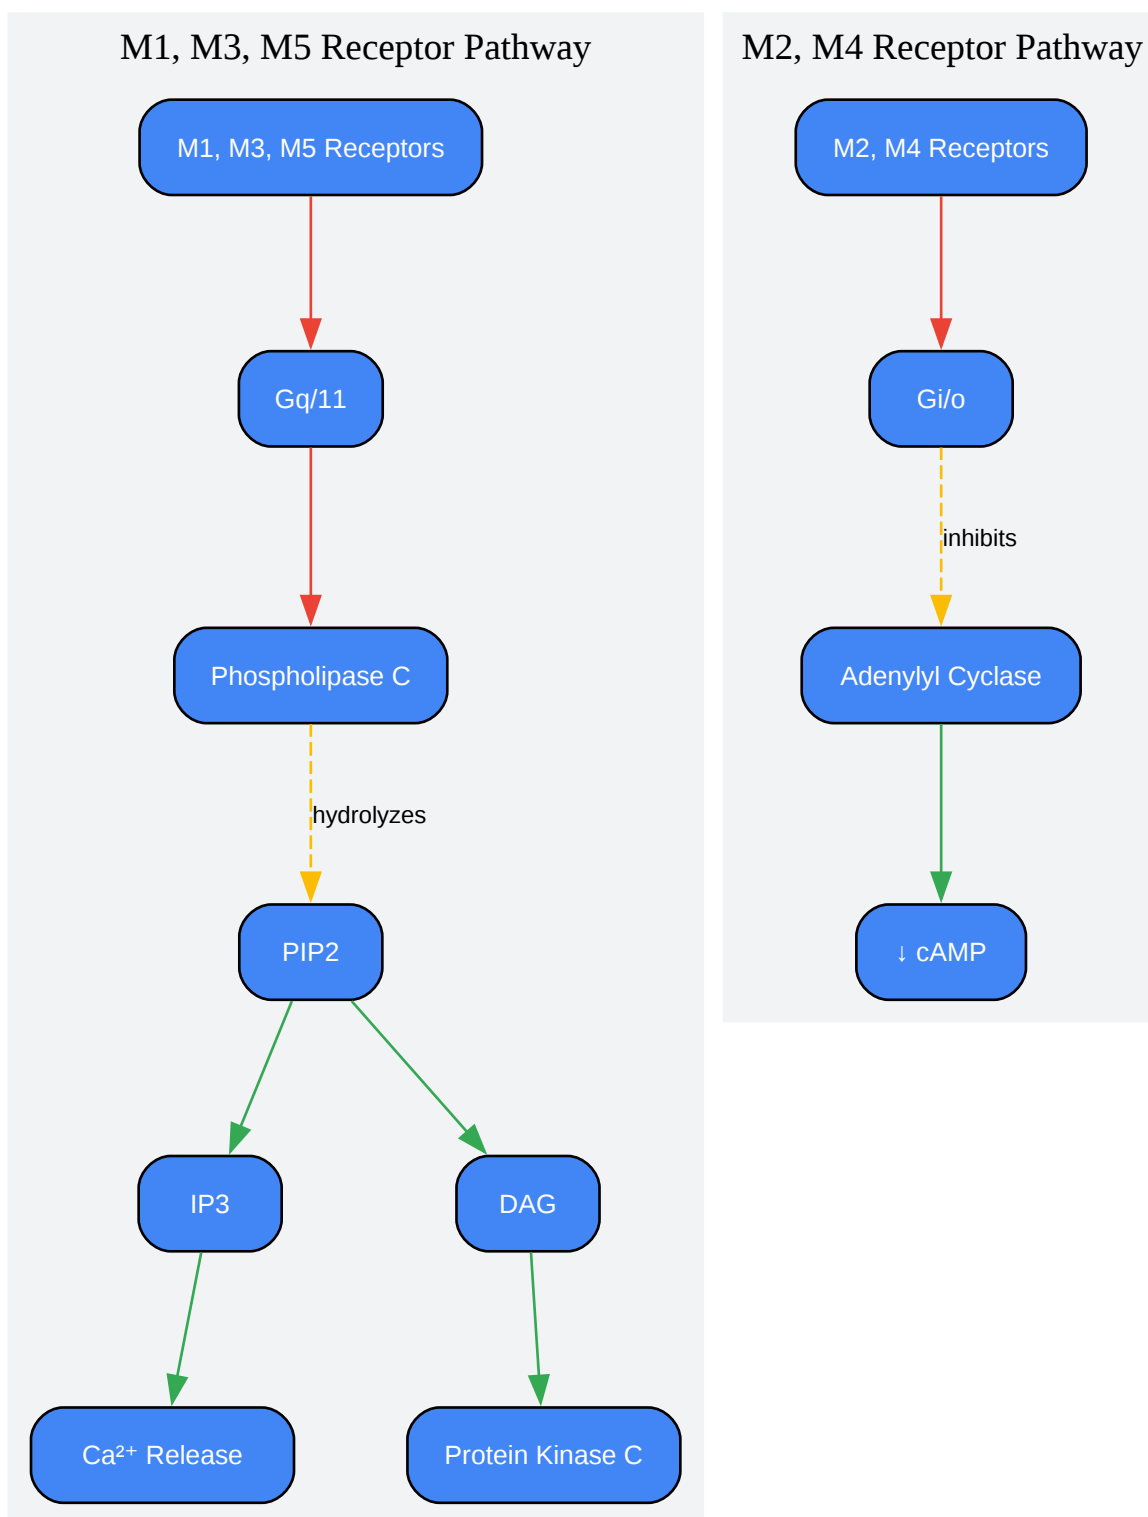 M1, M3, M5 Receptor Pathway
M1, M3, M5 Receptors
Gq/11
Phospholipase C
hydrolyzes
PIP2
IP3
DAG
Ca²⁺ Release
Protein Kinase C
M2, M4 Receptor Pathway
M2, M4 Receptors
Gi/o
inhibits
Adenylyl Cyclase
↓ cAMP